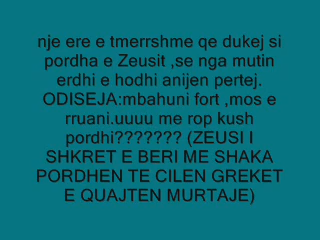 nje ere e tmerrshme qe dukej si
pordha e Zeusit ,se nga mutin
erdhi e hodhi anijen pertej.
ODISEJA:mbahuni fort ,mos e
rruani.uuuu me rop kush
pordhi??????? (ZEUSI I
SHKRET E BERI ME SHAKA
PORDHEN TE CILEN GREKET
E QUAJTEN MURTAJE)